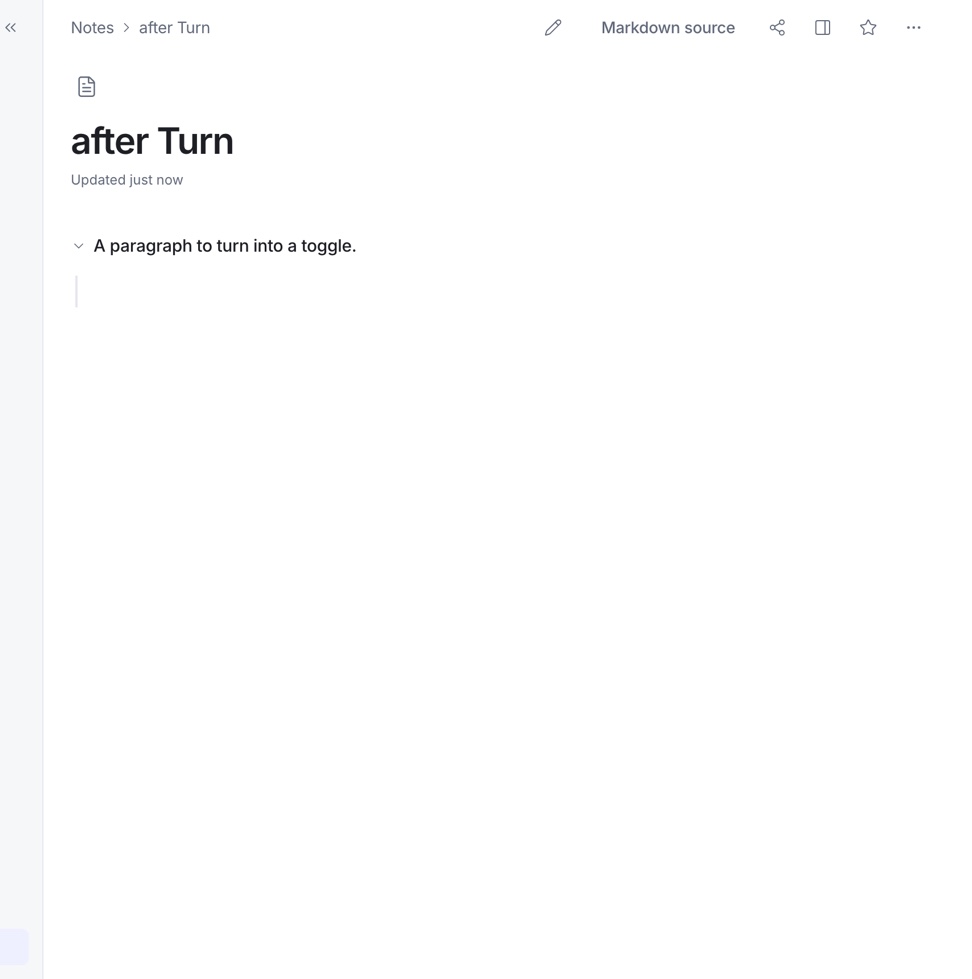 Notes > after Turn
Markdown source
after Turn
Updated just now
A paragraph to turn into a toggle.